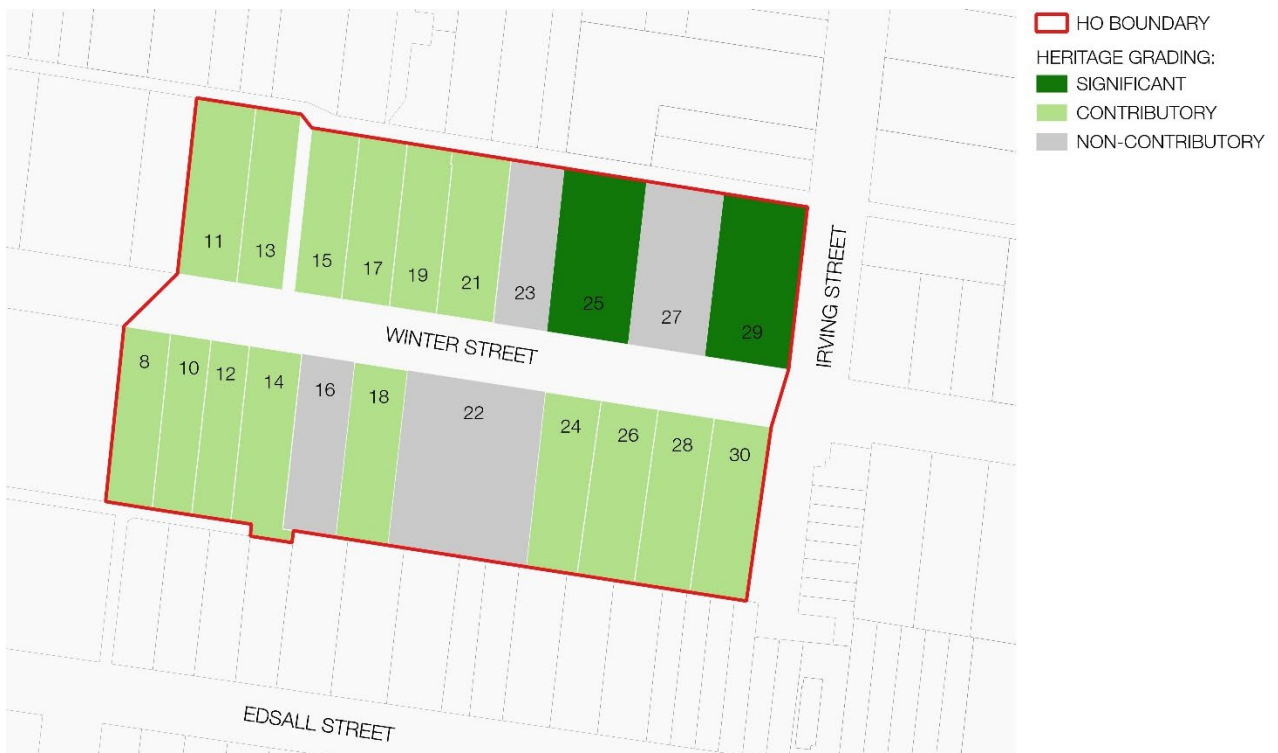 HO BOUNDARY
HERITAGE GRADING:
SIGNIFICANT
CONTRIBUTORY
NON-CONTRIBUTORY
11
13
15
17
19
21
23
25
27
29
IRVING STREET
WINTER STREET
8
10
12
14
16
18
22
24
26
28
30
EDSALL STREET